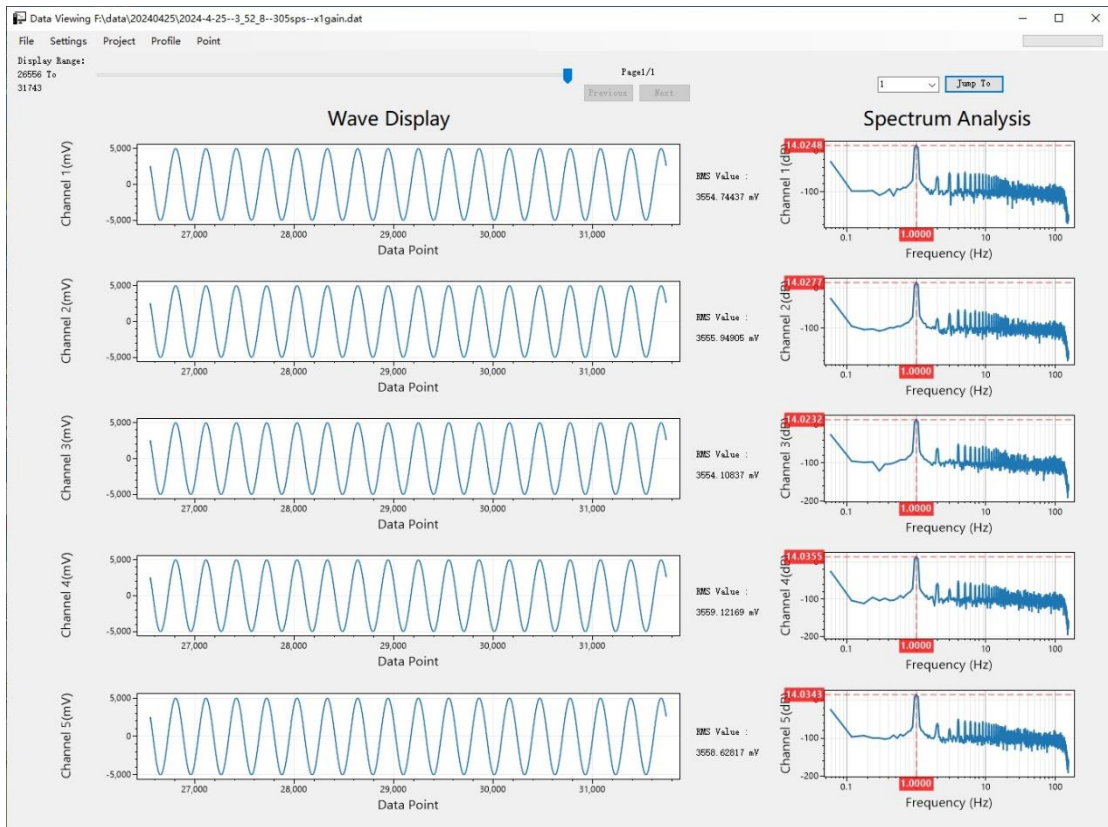 Data Viewing F:\data\20240425\2024-4-25--3_52_8--305sps--x1gain.dat
File Settings Project Profile Point
Display Range:
26556 To
31743
Page1/1
Previous Next
1 Jump To
Wave Display
Spectrum Analysis
Channel 1(mV)
5,000
0
-5,000
27,000 28,000 29,000 30,000 31,000
Data Point
RMS Value :
3554.74437 mV
Channel 1(dB)
14.0248
0
-100
0.1 1.0000 10 100
Frequency (Hz)
Channel 2(mV)
5,000
0
-5,000
27,000 28,000 29,000 30,000 31,000
Data Point
RMS Value :
3555.94905 mV
Channel 2(dB)
14.0277
0
-100
0.1 1.0000 10 100
Frequency (Hz)
Channel 3(mV)
5,000
0
-5,000
27,000 28,000 29,000 30,000 31,000
Data Point
RMS Value :
3554.10837 mV
Channel 3(dB)
14.0232
0
-100
-200
0.1 1.0000 10 100
Frequency (Hz)
Channel 4(mV)
5,000
0
-5,000
27,000 28,000 29,000 30,000 31,000
Data Point
RMS Value :
3559.12169 mV
Channel 4(dB)
14.0355
0
-100
-200
0.1 1.0000 10 100
Frequency (Hz)
Channel 5(mV)
5,000
0
-5,000
27,000 28,000 29,000 30,000 31,000
Data Point
RMS Value :
3558.62817 mV
Channel 5(dB)
14.0343
0
-100
-200
0.1 1.0000 10 100
Frequency (Hz)